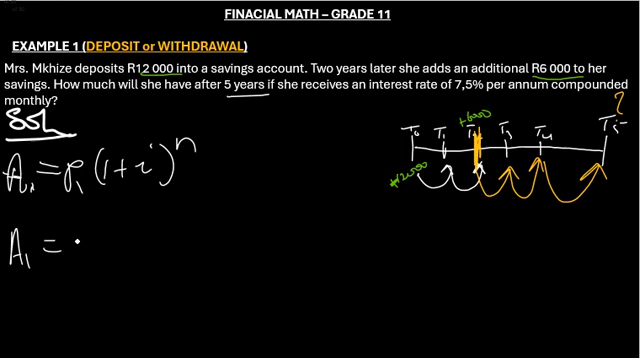 FINACIAL MATH – GRADE 11
EXAMPLE 1 (DEPOSIT or WITHDRAWAL)
Mrs. Mkhize deposits R12 000 into a savings account. Two years later she adds an additional R6 000 to her
savings. How much will she have after 5 years if she receives an interest rate of 7,5% per annum compounded
monthly?
Sol
A₁ = P₁ (1 + i)ⁿ
A₁ =
?
+6000
T₀ T₁ T T₃ T₄ T₅
+12000